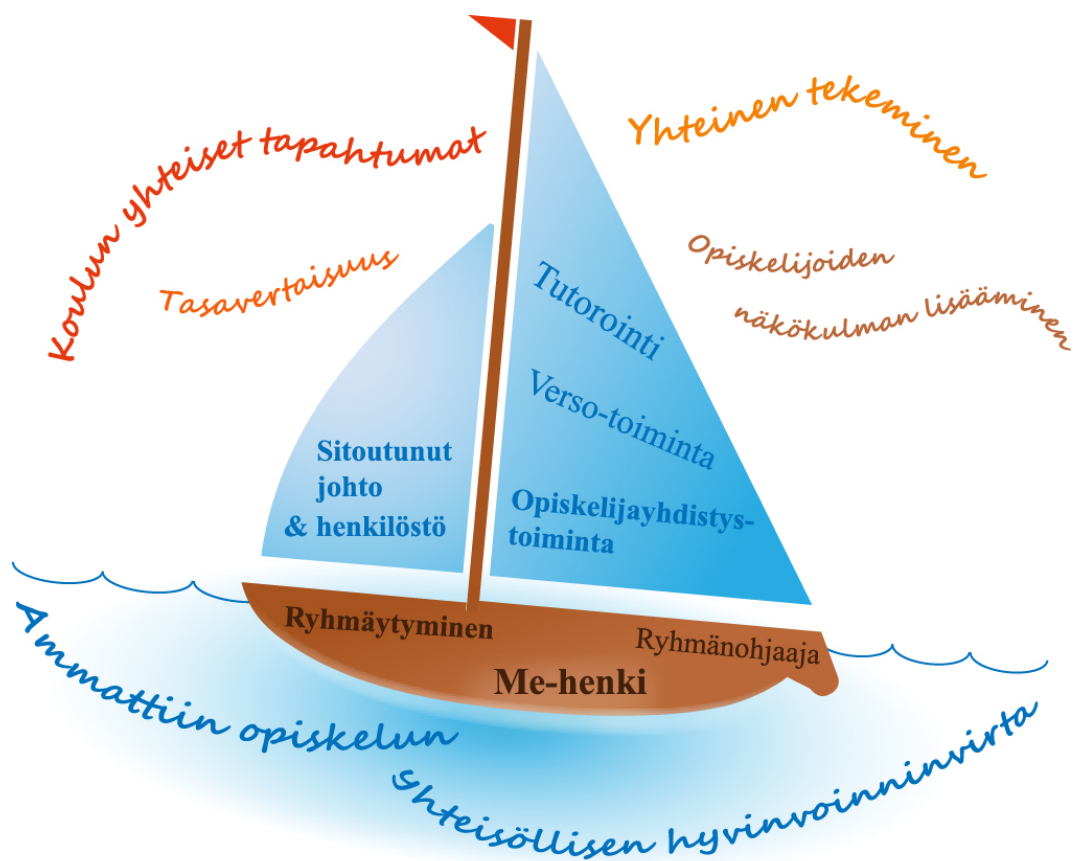 Koulun yhteiset tapahtumat
Yhteinen tekeminen
Tasavertaisuus
Opiskelijoiden
näkökulman lisääminen
Tutorointi
Verso-toiminta
Opiskelijayhdistys-
toiminta
Sitoutunut
johto
& henkilöstö
Ryhmäytyminen
Ryhmänohjaaja
Me-henki
Ammattiin opiskelun
yhteisöllisen hyvinvoinninvirta